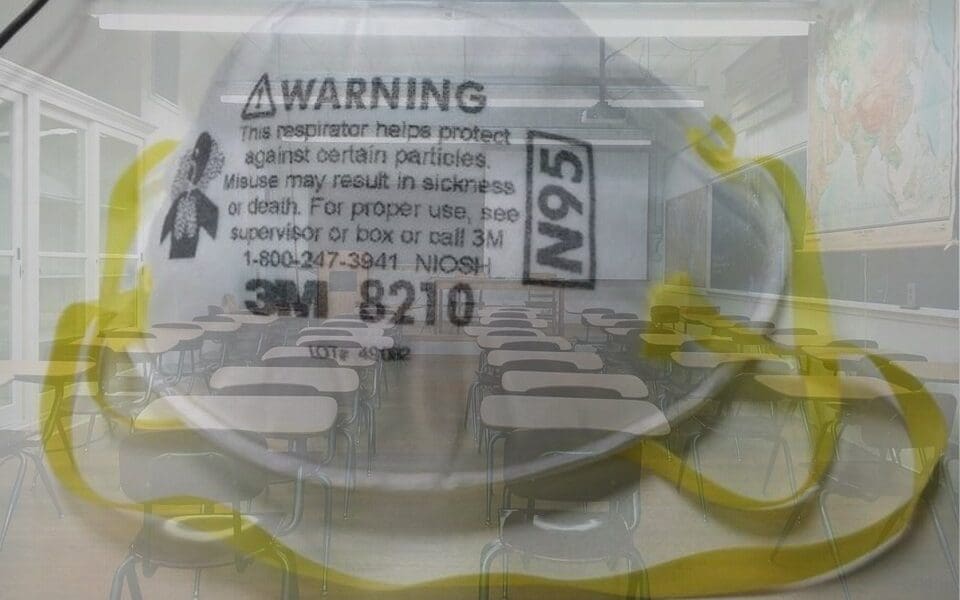 WARNING
This respirator helps protect
against certain particles.
Misuse may result in sickness
or death. For proper use, see
supervisor or box or call 3M
1-800-247-3941 NIOSH
3M 8210
N95
LOT#